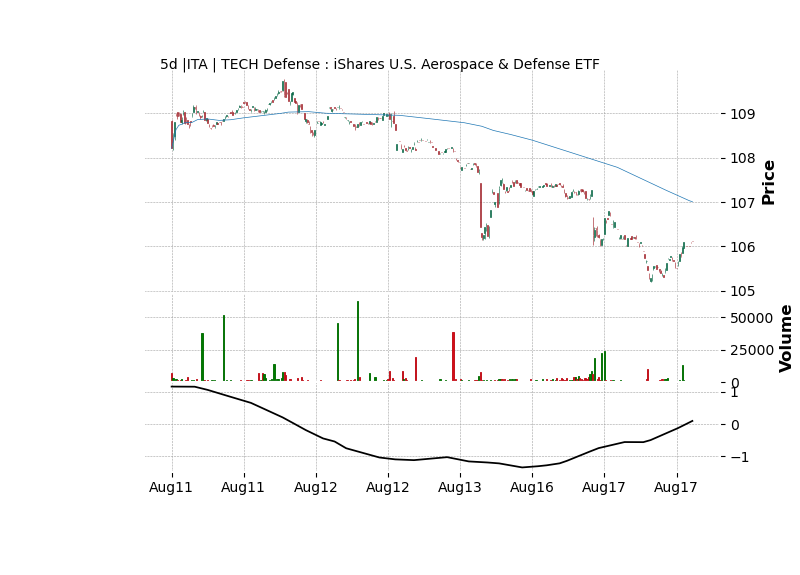 5d |ITA | TECH Defense : iShares U.S. Aerospace & Defense ETF
109
108
107
106
105
Price
50000
25000
0
Volume
1
0
−1
Aug11 Aug11 Aug12 Aug12 Aug13 Aug16 Aug17 Aug17